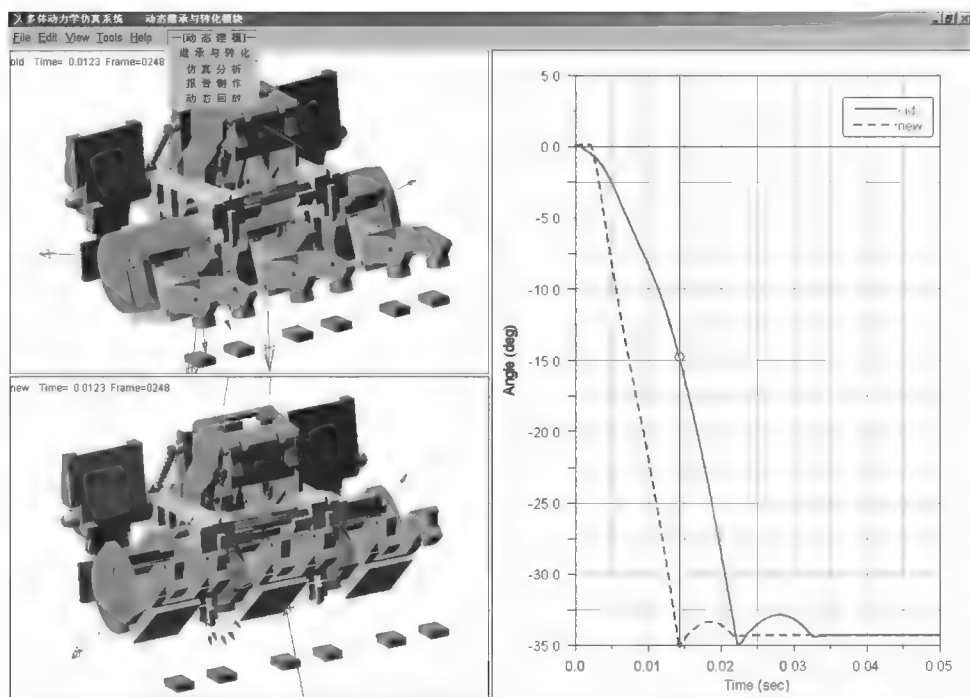 多体动力学仿真系统 动态继承与转化模块
File Edit View Tools Help
[动态建模]
继承与转化
仿真分析
报告制作
动态回放
old Time= 0.0123 Frame=0248
new Time= 0.0123 Frame=0248
new
5 0
0 0
-5 0
-10 0
-15 0
-20 0
-25 0
-30 0
-35 0
Angle (deg)
0.0 0.01 0.02 0 03 0 04 0 05
Time (sec)